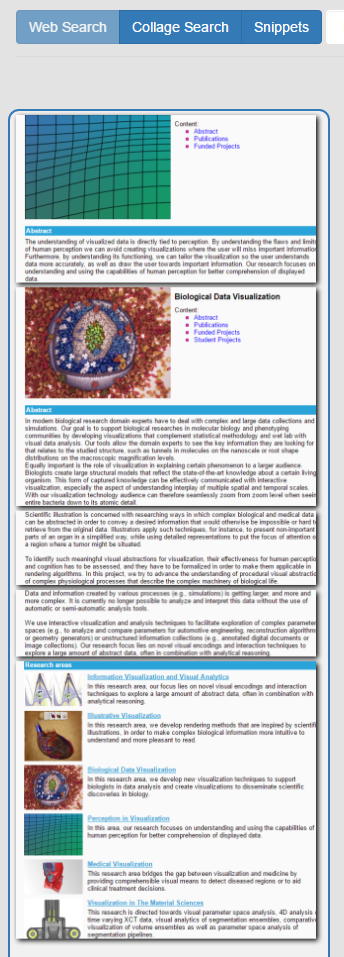 Web Search Collage Search Snippets
Content:
Abstract
Publications
Funded Projects
Abstract
The understanding of visualized data is directly tied to perception. By understanding the flaws and limits
of human perception we can avoid creating visualizations where the user will miss important information
Furthermore, by understanding its functioning, we can tailor the visualization so the user understands
data more accurately, as well as draw the user towards important information. Our research focuses on
understanding and using the capabilities of human perception for better comprehension of displayed
data.
Biological Data Visualization
Content:
Abstract
Publications
Funded Projects
Student Projects
Abstract
In modern biological research domain experts have to deal with complex and large data collections and
simulations. Our goal is to support biological researches in molecular biology and phenotyping
communities by developing visualizations that complement statistical methodology and wet lab with
visual data analysis. Our tools allow the domain experts to see the key information they are looking for
that relates to the studied structure, such as tunnels in molecules on the nanoscale or root shape
distributions on the macroscopic magnification levels.
Equally important is the role of visualization in explaining certain phenomenon to a larger audience.
Biologists create large structural models that reflect the state-of-the-art knowledge about a certain living
organism. This form of captured knowledge can be effectively communicated with interactive
visualization, especially the aspect of understanding interplay of multiple spatial and temporal scales.
With our visualization technology audience can therefore seamlessly zoom from zoom level when seein
entire bacteria down to its atomic detail.
Scientific illustration is concerned with researching ways in which complex biological and medical data
can be abstracted in order to convey a desired information that would otherwise be impossible or hard t
retrieve from the original data. Illustrators apply such techniques, for instance, to present non-important
parts of an organ in a simplified way, while using detailed representations to put the focus of attention o
a region where a tumor might be situated.
To identify such meaningful visual abstractions for visualization, their effectiveness for human perceptio
and cognition has to be assessed, and they have to be formalized in order to make them applicable in
rendering algorithms. In this project, we try to advance the understanding of procedural visual abstractio
of complex physiological processes that describe the complex machinery of biological life.
Data and information created by various processes (e.g., simulations) is getting larger, and more and
more complex. It is currently no longer possible to analyze and interpret this data without the use of
automatic or semi-automatic analysis tools.
We use interactive visualization and analysis techniques to facilitate exploration of complex parameter
spaces (e.g., to analyze and compare parameters for automotive engineering, reconstruction algorithm
or geometry generators) or unstructured information collections (e.g., annotated digital documents or
image collections). Our research focus lies on novel visual encodings and interaction techniques to
explore a large amount of abstract data, often in combination with analytical reasoning.
Research areas
Information Visualization and Visual Analytics
In this research area, our focus lies on novel visual encodings and interaction
techniques to explore a large amount of abstract data, often in combination with
analytical reasoning.
Illustrative Visualization
In this research area, we develop rendering methods that are inspired by scientifi
illustrations, in order to make complex biological information more intuitive to
understand and more pleasant to read.
Biological Data Visualization
In this research area, we develop new visualization techniques to support
biologists in data analysis and create visualizations to disseminate scientific
discoveries in biology.
Perception in Visualization
In this area, our research focuses on understanding and using the capabilities of
human perception for better comprehension of displayed data.
Medical Visualization
This research area bridges the gap between visualization and medicine by
providing comprehensible visual means to detect diseased regions or to aid
clinical treatment decisions.
Visualization in The Material Sciences
This research is directed towards visual parameter space analysis, 4D analysis o
time varying XCT data, visual analytics of segmentation ensembles, comparative
visualization of volume ensembles as well as parameter space analysis of
segmentation pipelines